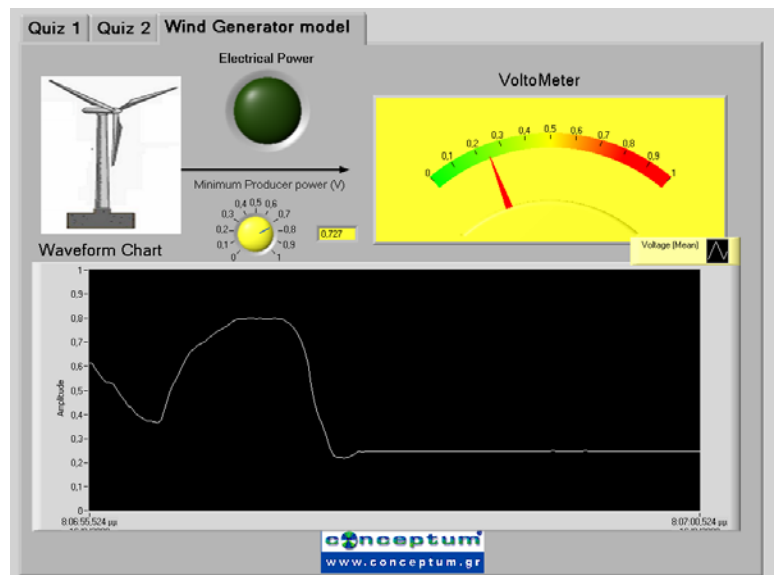 Quiz 1 Quiz 2 Wind Generator model
Electrical Power
VoltoMeter
0 0,1 0,2 0,3 0,4 0,5 0,6 0,7 0,8 0,9 1
Minimum Producer power (V)
0 0,1 0,2 0,3 0,4 0,5 0,6 0,7 0,8 0,9 1
0.727
Waveform Chart
Voltage (Mean)
1
0,9
0,8
0,7
0,6
0,5
0,4
0,3
0,2
0,1
0
Amplitude
8:06:55,524 μμ
8:07:00,524 μμ
conceptum
www.conceptum.gr